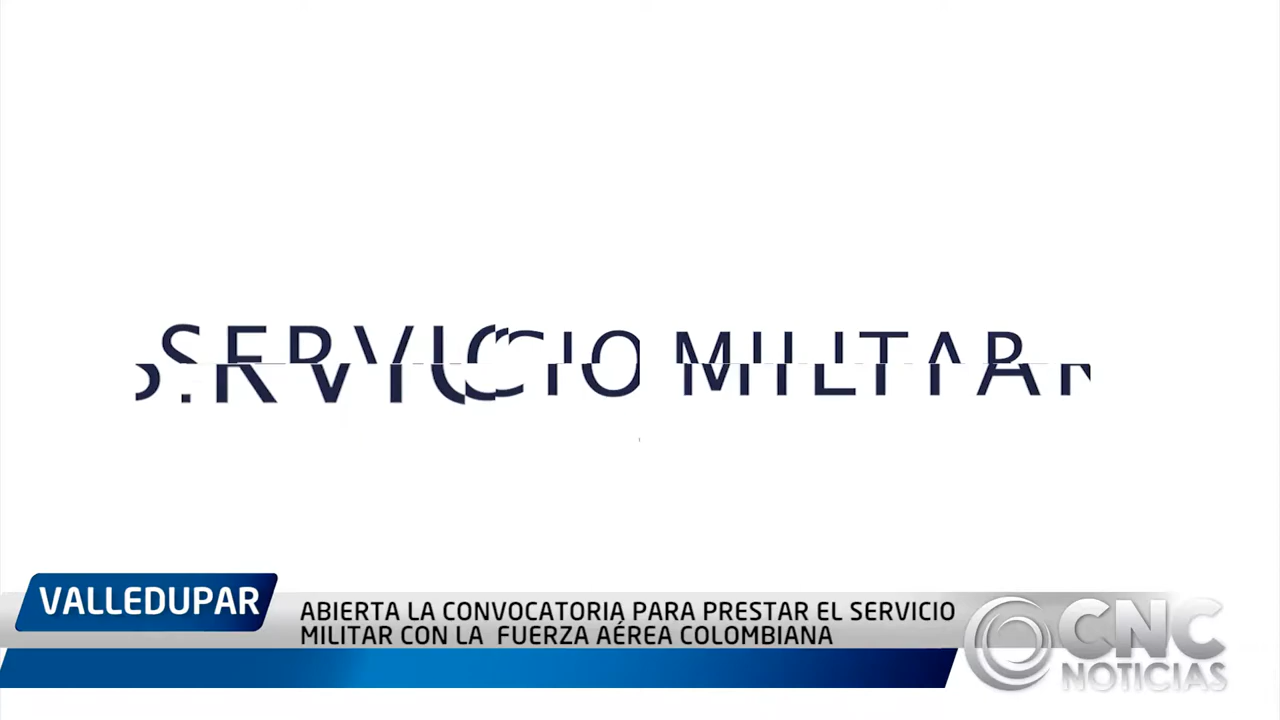 SERVICIO MILITAR
VALLEDUPAR
ABIERTA LA CONVOCATORIA PARA PRESTAR EL SERVICIO
MILITAR CON LA FUERZA AÉREA COLOMBIANA
CNC
NOTICIAS